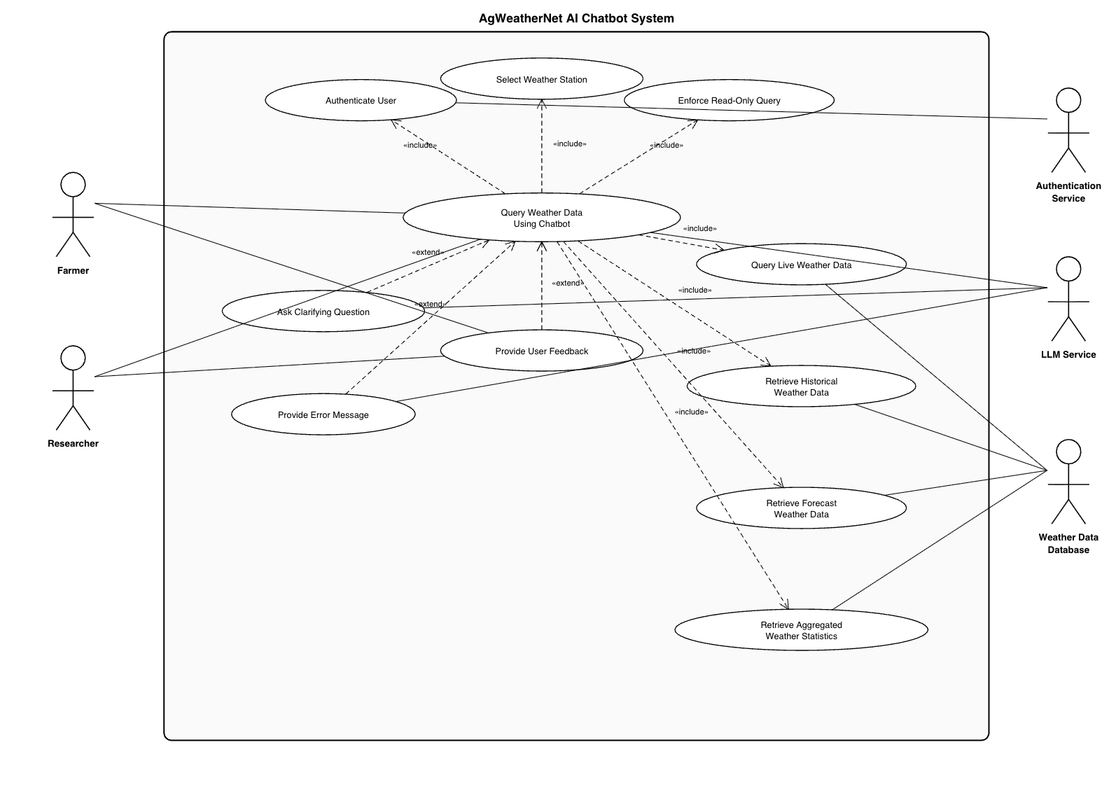 AgWeatherNet AI Chatbot System
Select Weather Station
Authenticate User
Enforce Read-Only Query
«include»
«include»
«include»
Authentication
Service
Query Weather Data
Using Chatbot
«include»
Farmer
«extend»
Query Live Weather Data
«extend»
«include»
«extend»
Ask Clarifying Question
LLM Service
Provide User Feedback
«include»
Retrieve Historical
Weather Data
«include»
Provide Error Message
Researcher
Retrieve Forecast
Weather Data
Weather Data
Database
Retrieve Aggregated
Weather Statistics